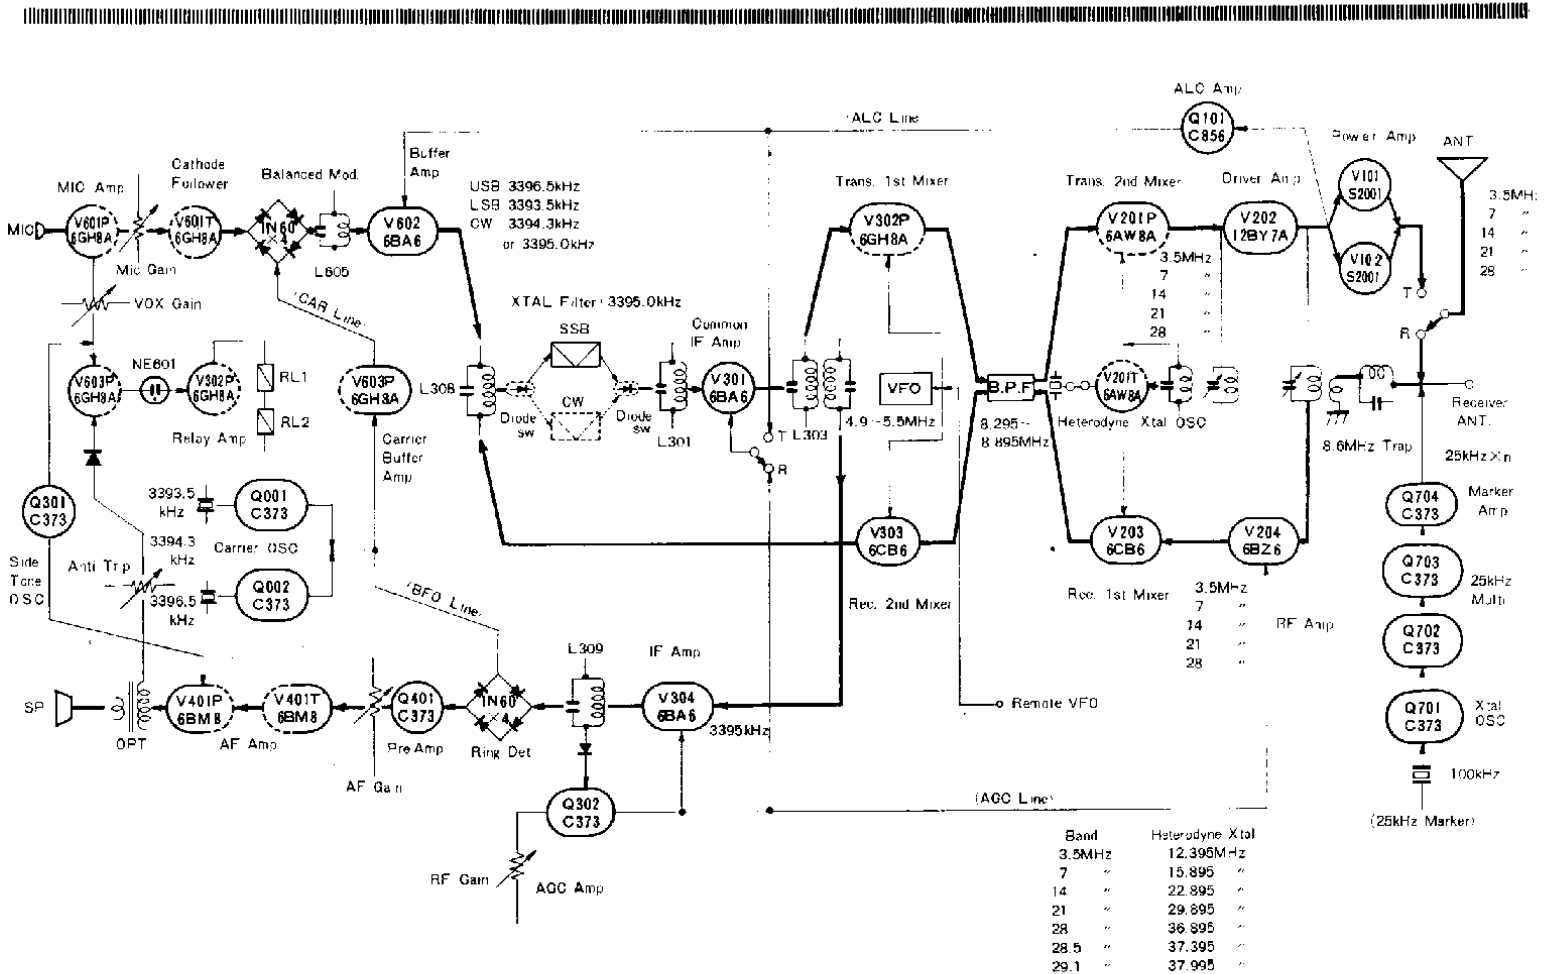 ALC Amp
Q101
C856
(ALC Line)
Power Amp
ANT
MIC Amp
Cathode
Follower
Balanced Mod.
Buffer
Amp
USB 3396.5kHz
LSB 3393.5kHz
CW 3394.3kHz
or 3395.0kHz
Trans. 1st Mixer
Trans. 2nd Mixer
Driver Amp
V101
S2001
3.5MHz
7 〃
14 〃
21 〃
28 〃
MIC
V601P
6GH8A
V601T
6GH8A
1N60
×4
V602
6BA6
V302P
6GH8A
V201P
6AW8A
V202
12BY7A
V102
S2001
Mic Gain
L605
3.5MHz
7 〃
14 〃
21 〃
28 〃
T
R
VOX Gain
(CAR Line)
XTAL Filter 3395.0kHz
SSB
Common
IF Amp
NE601
V603P
6GH8A
V302P
6GH8A
RL1
RL2
Relay Amp
V603P
6GH8A
L308
Diode
sw
CW
Diode
sw
L301
V301
6BA6
T
R
L303
VFO
4.9~5.5MHz
B.P.F
8.295~
8.895MHz
V201T
6AW8A
Heterodyne Xtal OSC
8.6MHz Trap
Receiver
ANT.
25kHz×n
Carrier
Buffer
Amp
Q301
C373
3393.5
kHz
Q001
C373
Carrier OSC
3394.3
kHz
Q002
C373
3396.5
kHz
Anti Trip
Side
Tone
OSC
(BFO Line)
V303
6CB6
Rec. 2nd Mixer
V203
6CB6
Rec. 1st Mixer
V204
6BZ6
RF Amp
3.5MHz
7 〃
14 〃
21 〃
28 〃
Q704
C373
Marker
Amp
Q703
C373
25kHz
Multi
Q702
C373
Q701
C373
Xtal
OSC
100kHz
(25kHz Marker)
SP
OPT
V401P
6BM8
V401T
6BM8
AF Amp
AF Gain
Q401
C373
Pre Amp
1N60
×4
Ring Det
L309
IF Amp
V304
6BA6
3395kHz
Remote VFO
Q302
C373
RF Gain
AGC Amp
(AGC Line)
Band Heterodyne Xtal
3.5MHz 12.395MHz
7 〃 15.895 〃
14 〃 22.895 〃
21 〃 29.895 〃
28 〃 36.895 〃
28.5 〃 37.395 〃
29.1 〃 37.995 〃